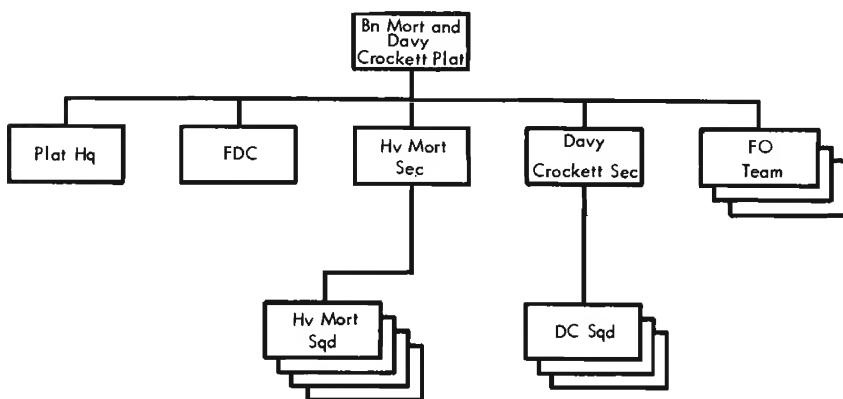 Bn Mort and
Davy
Crockett Plat
Plat Hq
FDC
Hv Mort
Sec
Davy
Crockett Sec
FO
Team
Hv Mort
Sqd
DC Sqd